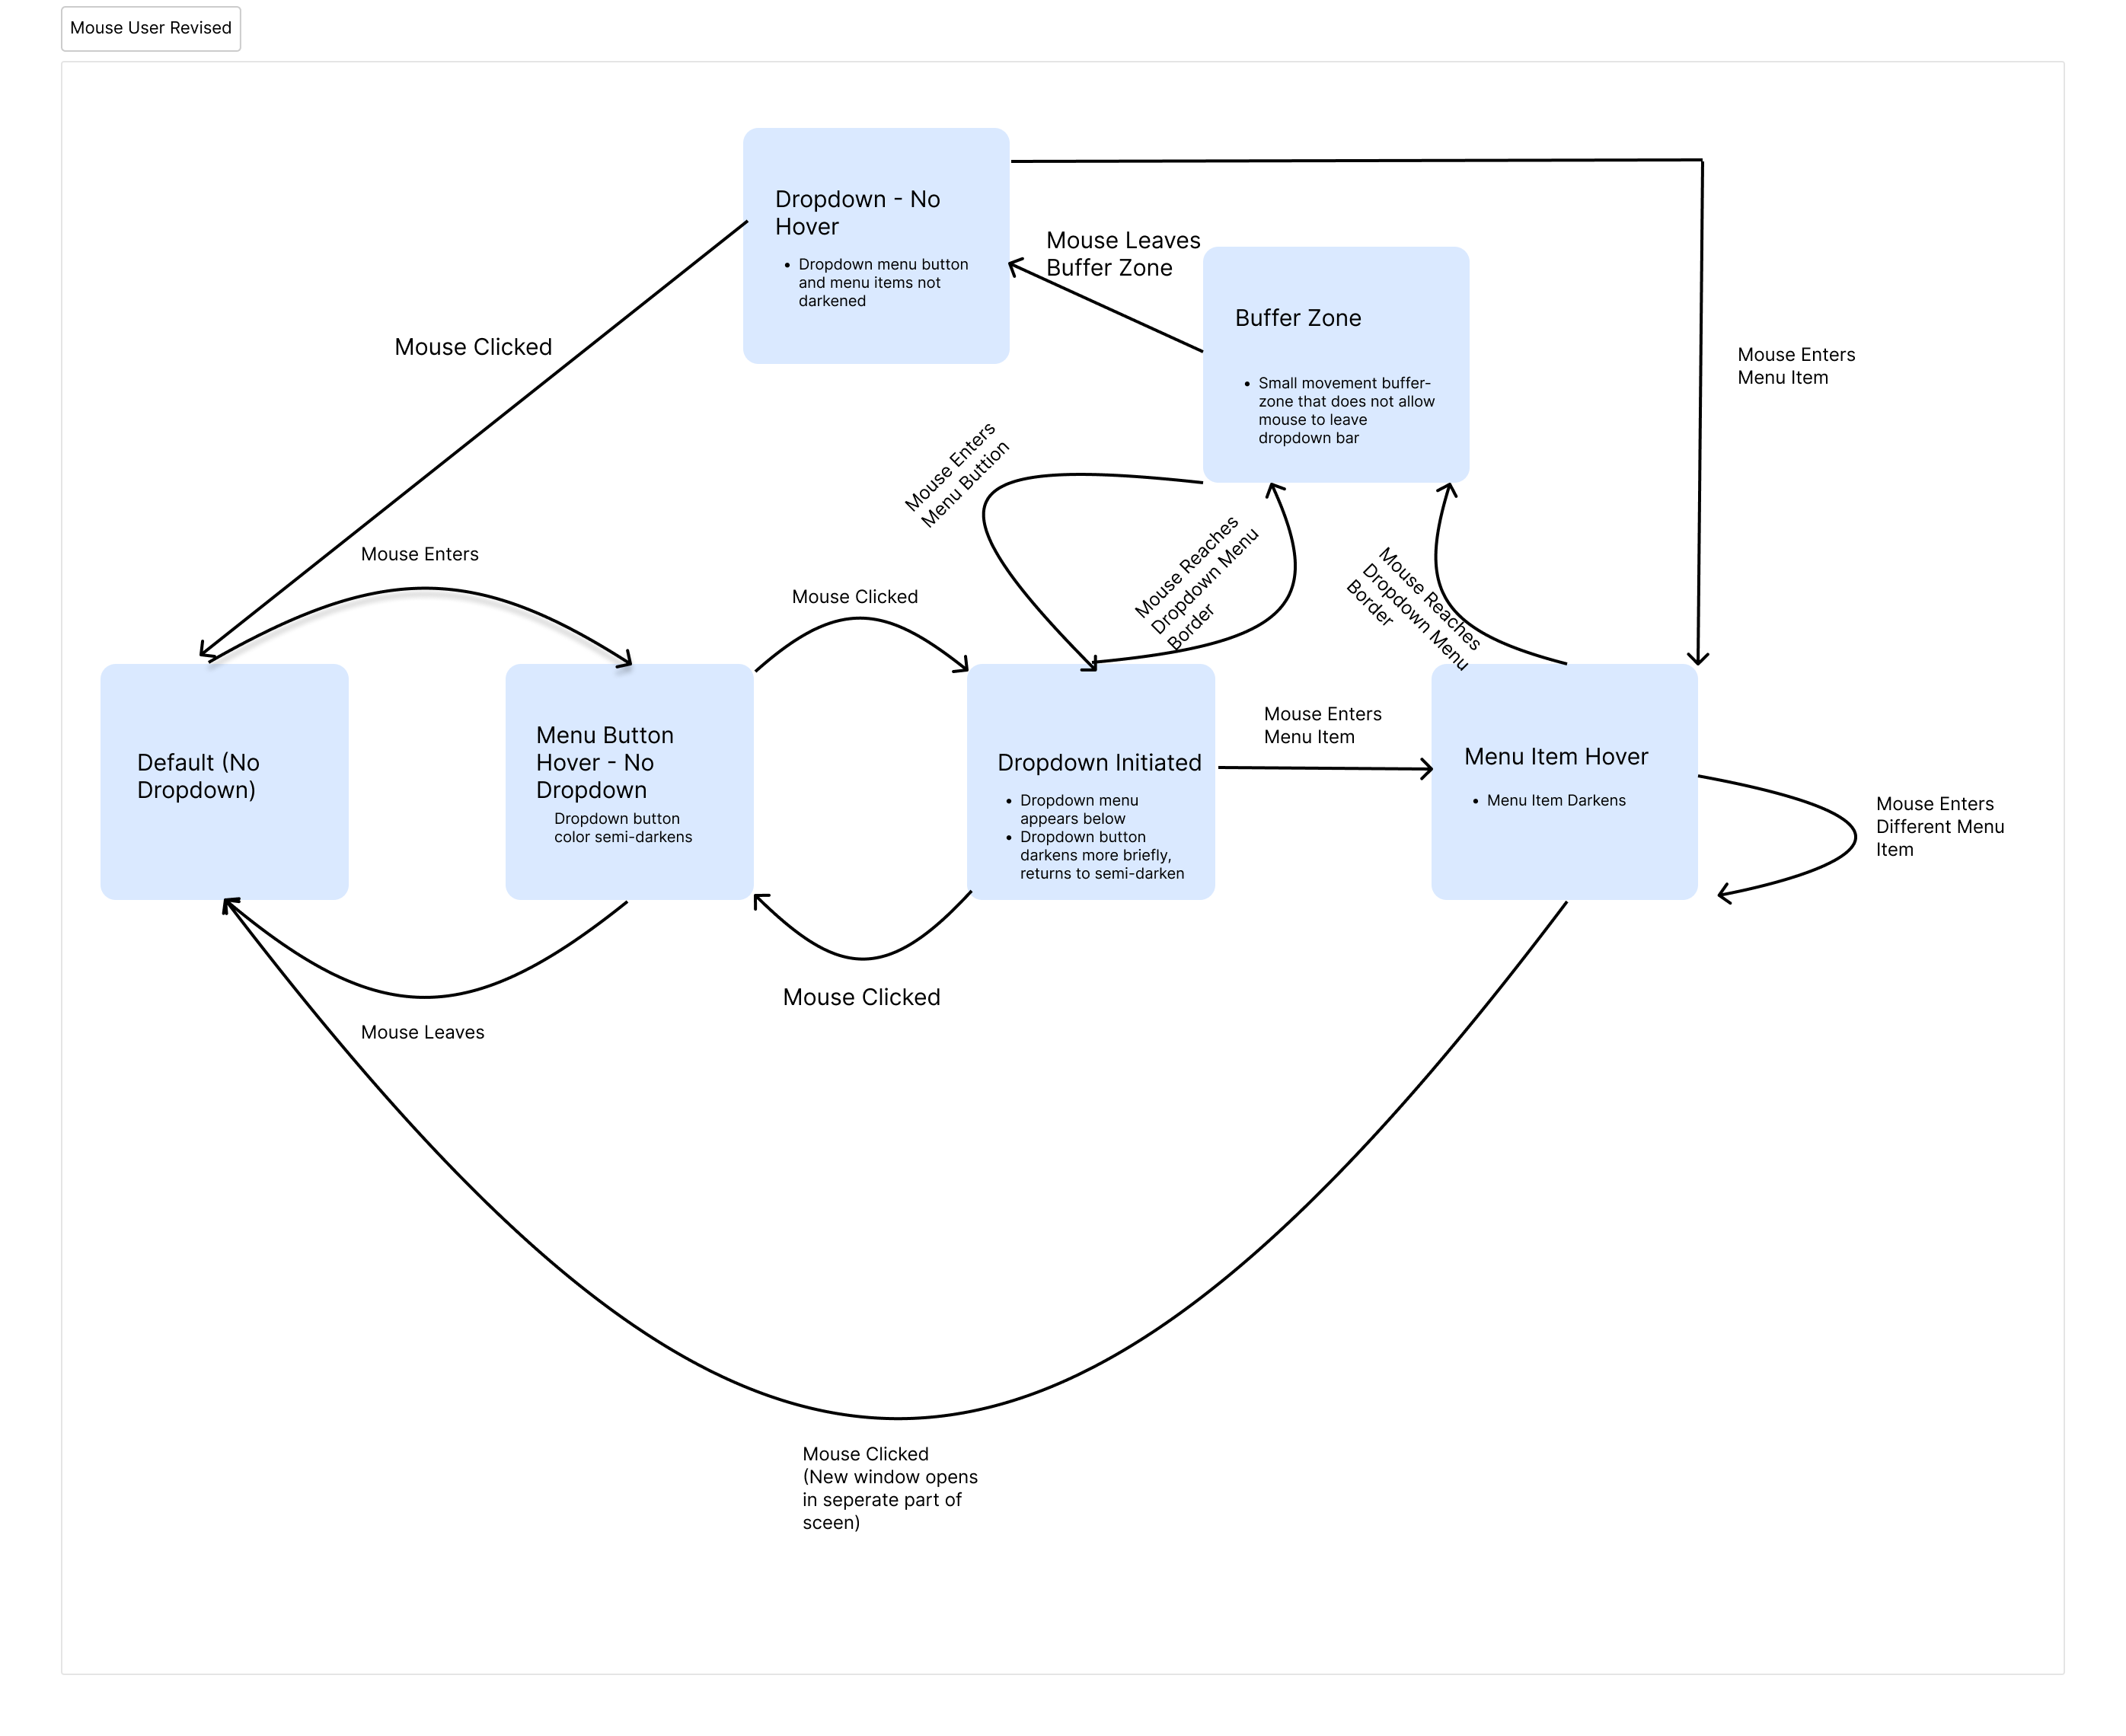 Mouse User Revised
Dropdown - No
Hover
• Dropdown menu button
and menu items not
darkened
Mouse Leaves
Buffer Zone
Buffer Zone
• Small movement buffer-
zone that does not allow
mouse to leave
dropdown bar
Mouse Clicked
Mouse Enters
Menu Item
Mouse Enters
Menu Buttion
Mouse Enters
Mouse Clicked
Mouse Reaches
Dropdown Menu
Border
Mouse Reaches
Dropdown Menu
Border
Default (No
Dropdown)
Menu Button
Hover - No
Dropdown
Dropdown button
color semi-darkens
Dropdown Initiated
• Dropdown menu
appears below
• Dropdown button
darkens more briefly,
returns to semi-darken
Mouse Enters
Menu Item
Menu Item Hover
• Menu Item Darkens
Mouse Enters
Different Menu
Item
Mouse Clicked
Mouse Leaves
Mouse Clicked
(New window opens
in seperate part of
sceen)